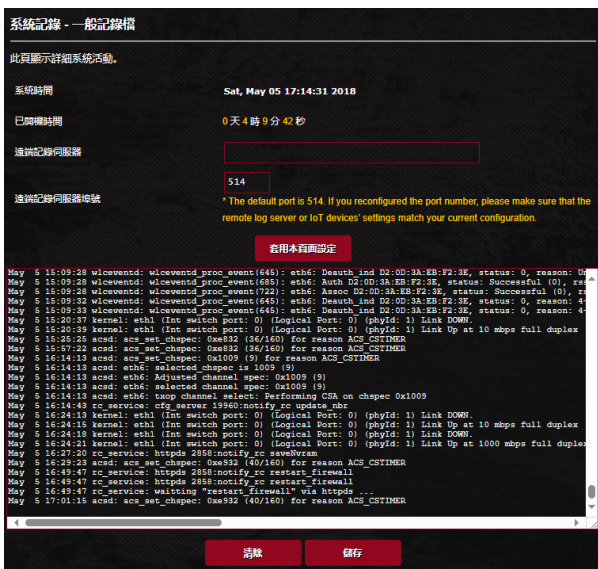 系統記錄 - 一般記錄檔
此頁顯示詳細系統活動。
系統時間 Sat, May 05 17:14:31 2018
已開機時間 0 天 4 時 9 分 42 秒
遠端記錄伺服器
遠端記錄伺服器埠號 514
* The default port is 514. If you reconfigured the port number, please make sure that the
remote log server or IoT devices' settings match your current configuration.
套用本頁面設定
May 5 15:09:28 wlceventd: wlceventd_proc_event(645): eth6: Deauth_ind D2:0D:3A:EB:F2:3E, status: 0, reason:
May 5 15:09:28 wlceventd: wlceventd_proc_event(685): eth6: Auth D2:0D:3A:EB:F2:3E, status: Successful (0),
May 5 15:09:28 wlceventd: wlceventd_proc_event(722): eth6: Assoc D2:0D:3A:EB:F2:3E, status: Successful (0),
May 5 15:09:32 wlceventd: wlceventd_proc_event(645): eth6: Deauth_ind D2:0D:3A:EB:F2:3E, status: 0, reason: 4-
May 5 15:09:33 wlceventd: wlceventd_proc_event(645): eth6: Deauth_ind D2:0D:3A:EB:F2:3E, status: 0, reason: 4-
May 5 15:20:37 kernel: eth1 (Int switch port: 0) (Logical Port: 0) (phyId: 1) Link DOWN.
May 5 15:20:39 kernel: eth1 (Int switch port: 0) (Logical Port: 0) (phyId: 1) Link Up at 10 mbps full duplex
May 5 15:25:25 acsd: acs_set_chspec: 0xe832 (36/160) for reason ACS_CSTIMER
May 5 15:57:22 acsd: acs_set_chspec: 0xe832 (36/160) for reason ACS_CSTIMER
May 5 16:14:13 acsd: acs_set_chspec: 0x1009 (9) for reason ACS_CSTIMER
May 5 16:14:13 acsd: eth6: selected_chspec is 1009 (9)
May 5 16:14:13 acsd: eth6: Adjusted channel spec: 0x1009 (9)
May 5 16:14:13 acsd: eth6: selected channel spec: 0x1009 (9)
May 5 16:14:13 acsd: eth6: txop channel select: Performing CSA on chspec 0x1009
May 5 16:14:43 rc_service: cfg_server 19960:notify_rc update_nbr
May 5 16:24:13 kernel: eth1 (Int switch port: 0) (Logical Port: 0) (phyId: 1) Link DOWN.
May 5 16:24:15 kernel: eth1 (Int switch port: 0) (Logical Port: 0) (phyId: 1) Link Up at 10 mbps full duplex
May 5 16:24:18 kernel: eth1 (Int switch port: 0) (Logical Port: 0) (phyId: 1) Link DOWN.
May 5 16:24:21 kernel: eth1 (Int switch port: 0) (Logical Port: 0) (phyId: 1) Link Up at 1000 mbps full duplex
May 5 16:27:20 rc_service: httpds 2858:notify_rc saveNvram
May 5 16:29:23 acsd: acs_set_chspec: 0xe932 (40/160) for reason ACS_CSTIMER
May 5 16:49:47 rc_service: httpds 2858:notify_rc restart_firewall
May 5 16:49:47 rc_service: httpds 2858:notify_rc restart_firewall
May 5 16:49:47 rc_service: waitting "restart_firewall" via httpds ...
May 5 17:01:15 acsd: acs_set_chspec: 0xe932 (40/160) for reason ACS_CSTIMER
清除 儲存